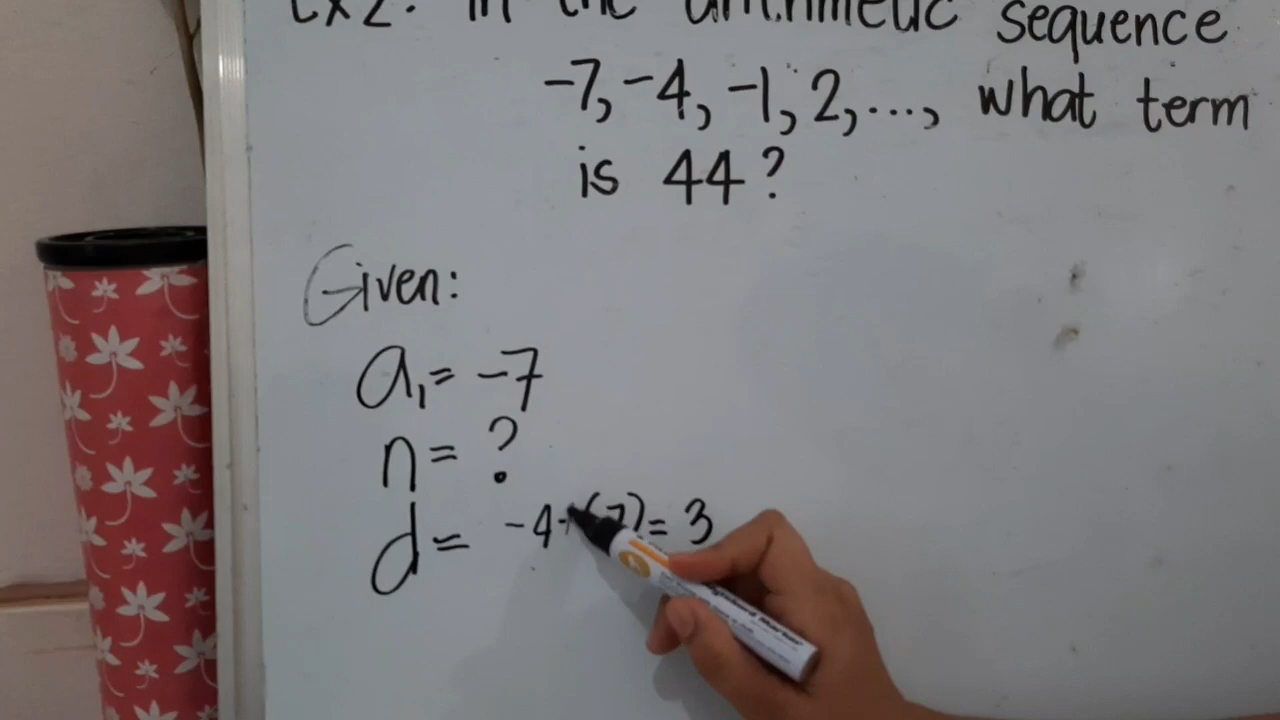 Ex2: In the arithmetic sequence
-7, -4, -1, 2, ..., what term
is 44?
Given:
a₁ = -7
n = ?
d = -4+(7) = 3